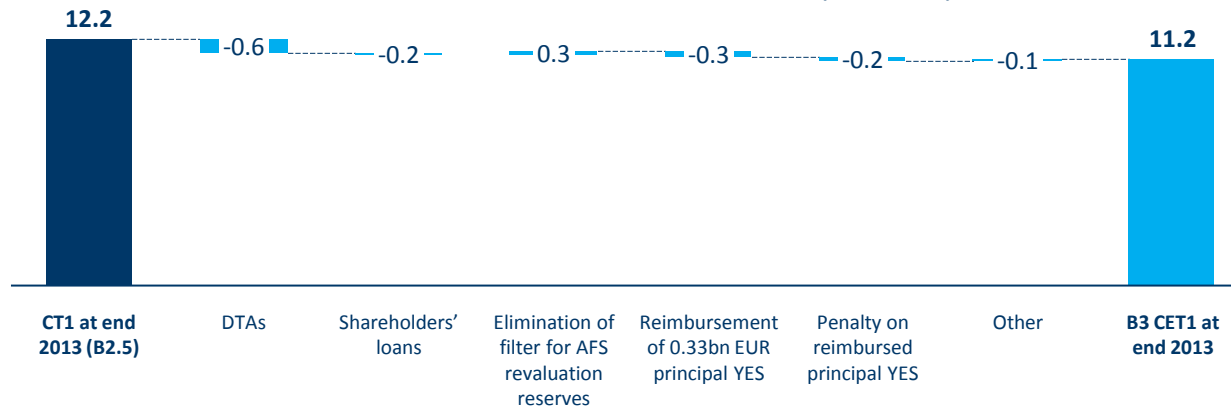 12.2
-0.6
-0.2
0.3
-0.3
-0.2
-0.1
11.2
CT1 at end
2013 (B2.5)
DTAs
Shareholders'
loans
Elimination of
filter for AFS
revaluation
reserves
Reimbursement
of 0.33bn EUR
principal YES
Penalty on
reimbursed
principal YES
Other
B3 CET1 at
end 2013